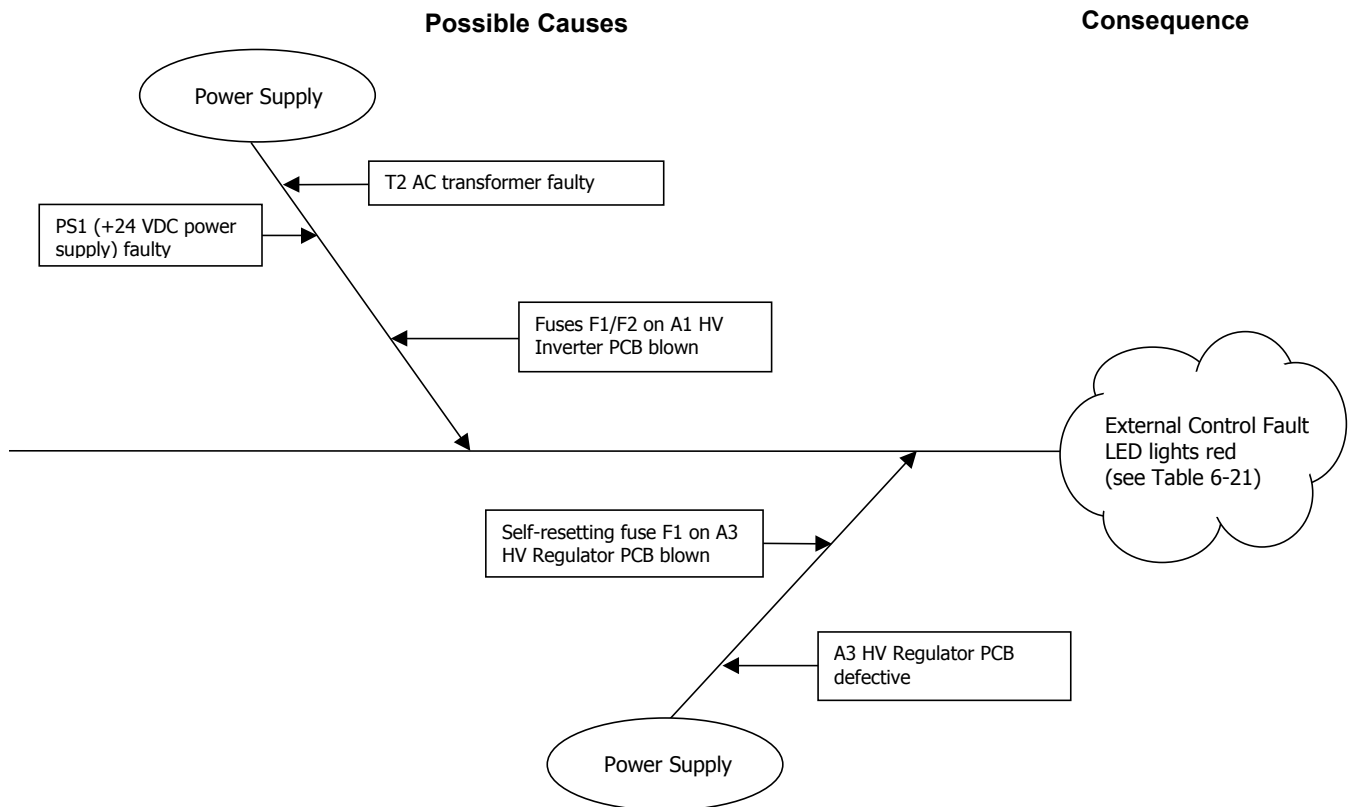 Possible Causes
Consequence
Power Supply
T2 AC transformer faulty
PS1 (+24 VDC power
supply) faulty
Fuses F1/F2 on A1 HV
Inverter PCB blown
External Control Fault
LED lights red
(see Table 6-21)
Self-resetting fuse F1 on A3
HV Regulator PCB blown
A3 HV Regulator PCB
defective
Power Supply